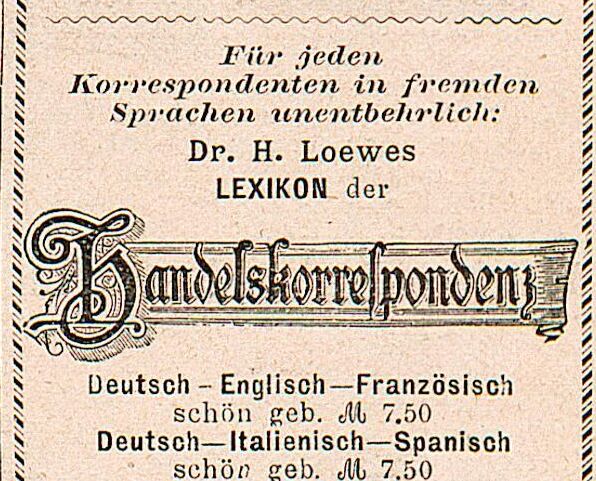 Für jeden
Korrespondenten in fremden
Sprachen unentbehrlich:
Dr. H. Loewes
LEXIKON der
Handelskorreſpondenz
Deutsch – Englisch—Französisch
schön geb. ℳ 7.50
Deutsch—Italienisch—Spanisch
schön geb. ℳ 7.50